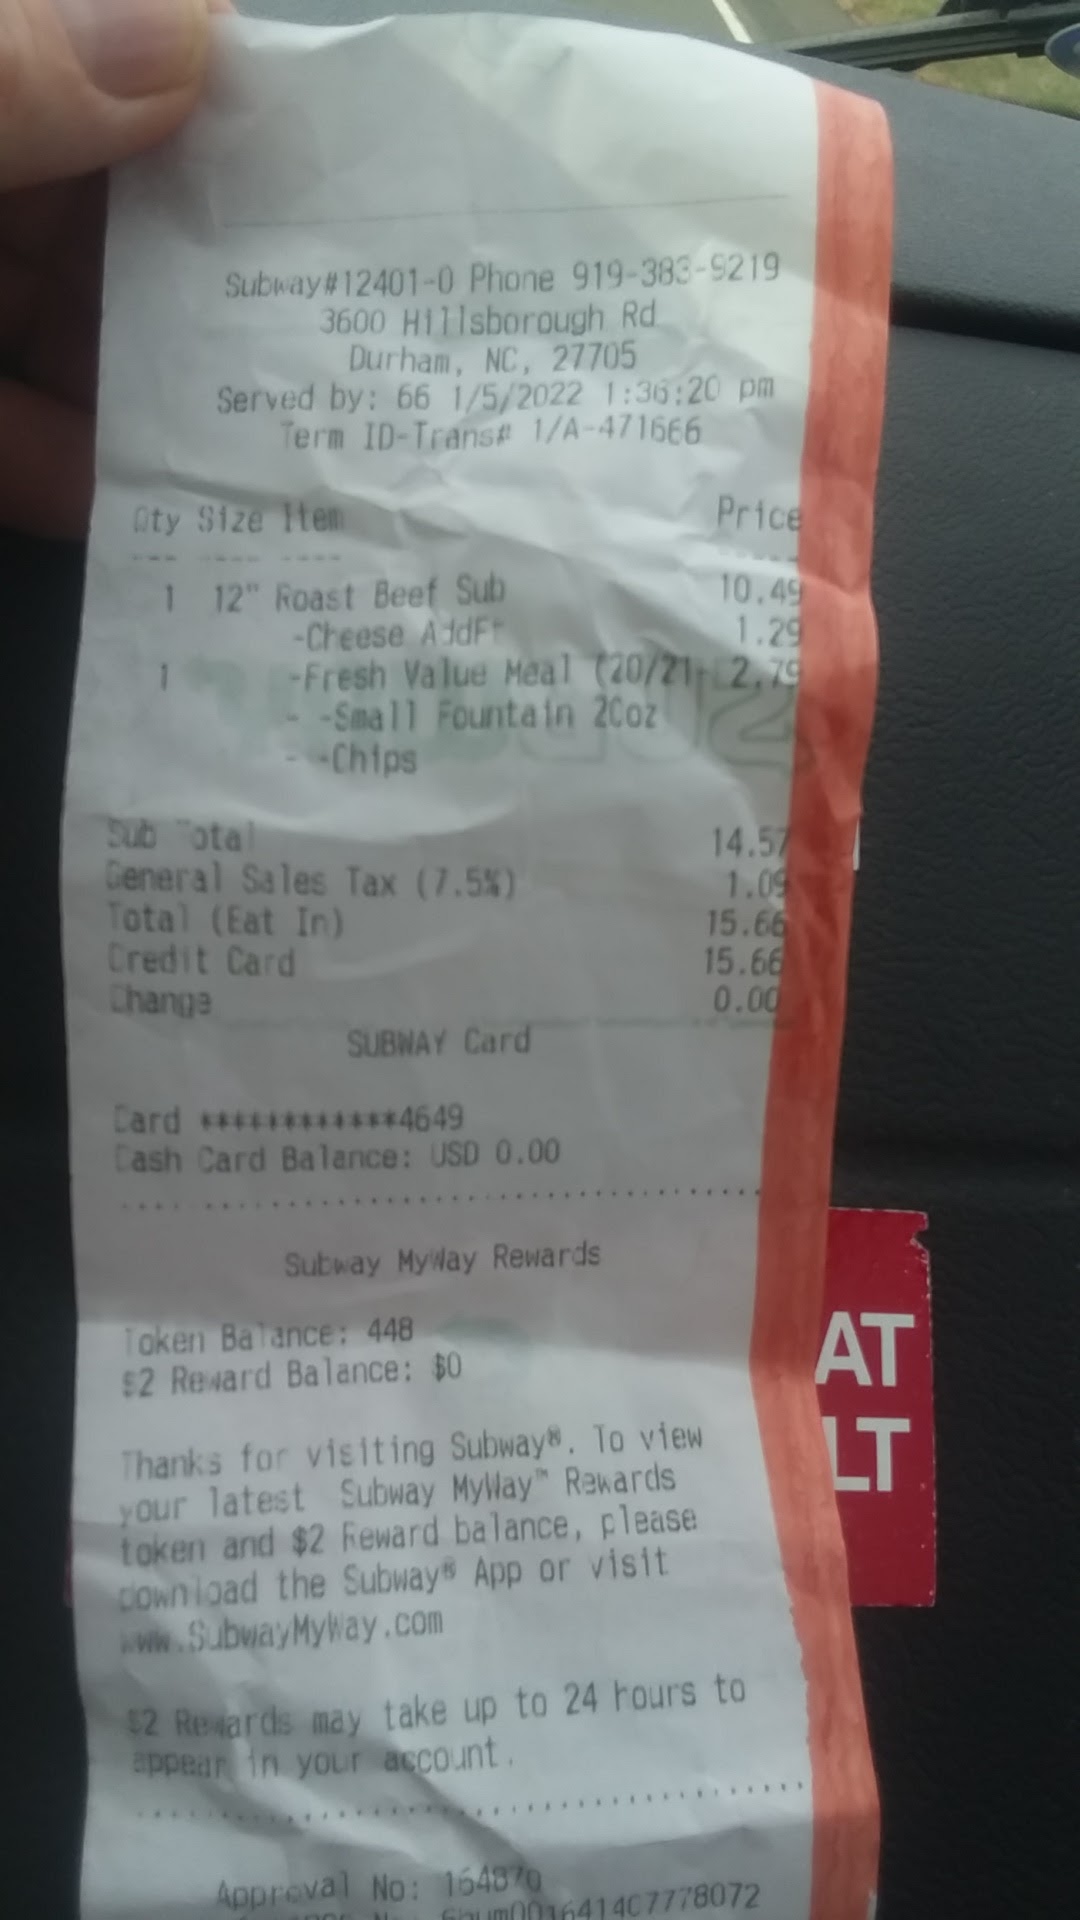 Subway#12401-0 Phone 919-383-9219
3600 Hillsborough Rd
Durham, NC, 27705
Served by: 66 1/5/2022 1:36:20 pm
Term ID-Trans# 1/A-471666
Qty Size Item Price
--- ---- ---- -----
1 12" Roast Beef Sub 10.49
-Cheese AddFt 1.29
1 -Fresh Value Meal (20/21- 2.79
- -Small Fountain 20oz
- -Chips
Sub Total 14.57
General Sales Tax (7.5%) 1.09
Total (Eat In) 15.66
Credit Card 15.66
Change 0.00
SUBWAY Card
Card ************4649
Cash Card Balance: USD 0.00
Subway MyWay Rewards
Token Balance: 448
$2 Reward Balance: $0
Thanks for visiting Subway®. To view
your latest Subway MyWay™ Rewards
token and $2 Reward balance, please
download the Subway® App or visit
www.SubwayMyWay.com
$2 Rewards may take up to 24 hours to
appear in your account.
Approval No: 164870
AT
LT